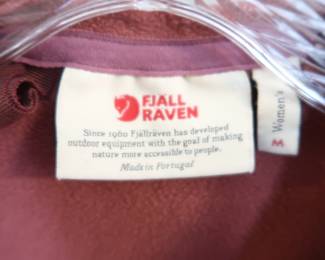 FJALL
RAVEN
Since 1960 Fjällräven has developed
outdoor equipment with the goal of making
nature more accessible to people.
Made in Portugal
Women's
M